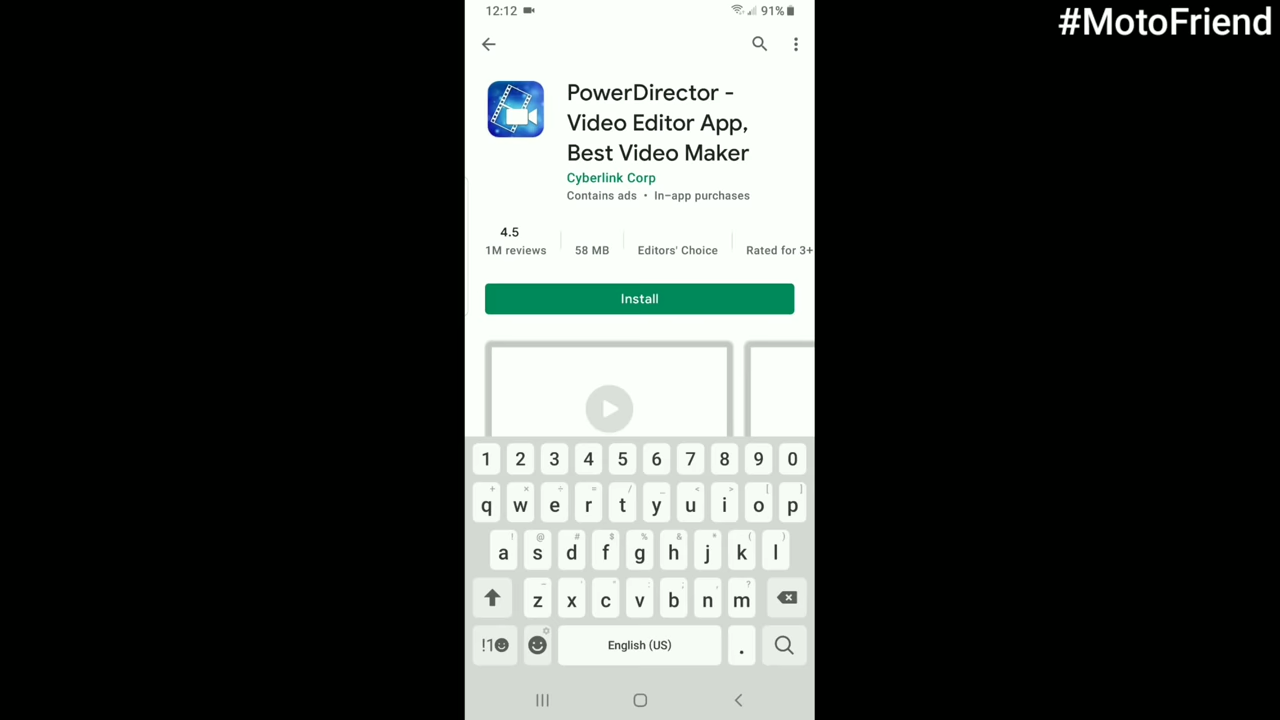 #MotoFriend
12:12 91%
PowerDirector -
Video Editor App,
Best Video Maker
Cyberlink Corp
Contains ads • In-app purchases
4.5
1M reviews 58 MB Editors' Choice Rated for 3+
Install
1 2 3 4 5 6 7 8 9 0
+ × ÷ = / _ < > [ ]
q w e r t y u i o p
! @ # $ % & * ( )
a s d f g h j k l
- ' " : ; , ?
z x c v b n m
!1 English (US) .